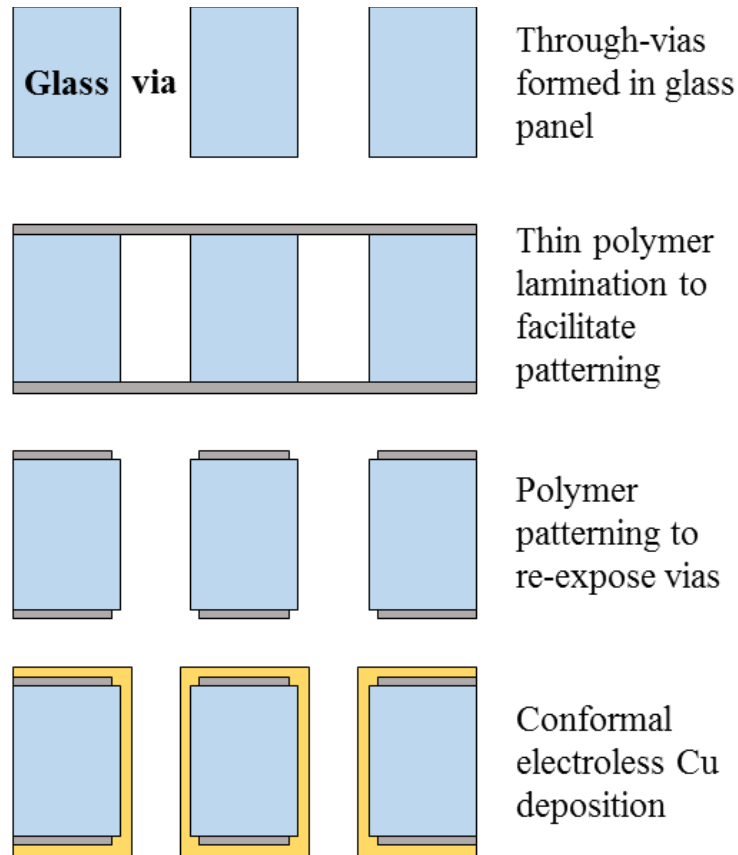 Glass via
Through-vias
formed in glass
panel
Thin polymer
lamination to
facilitate
patterning
Polymer
patterning to
re-expose vias
Conformal
electroless Cu
deposition